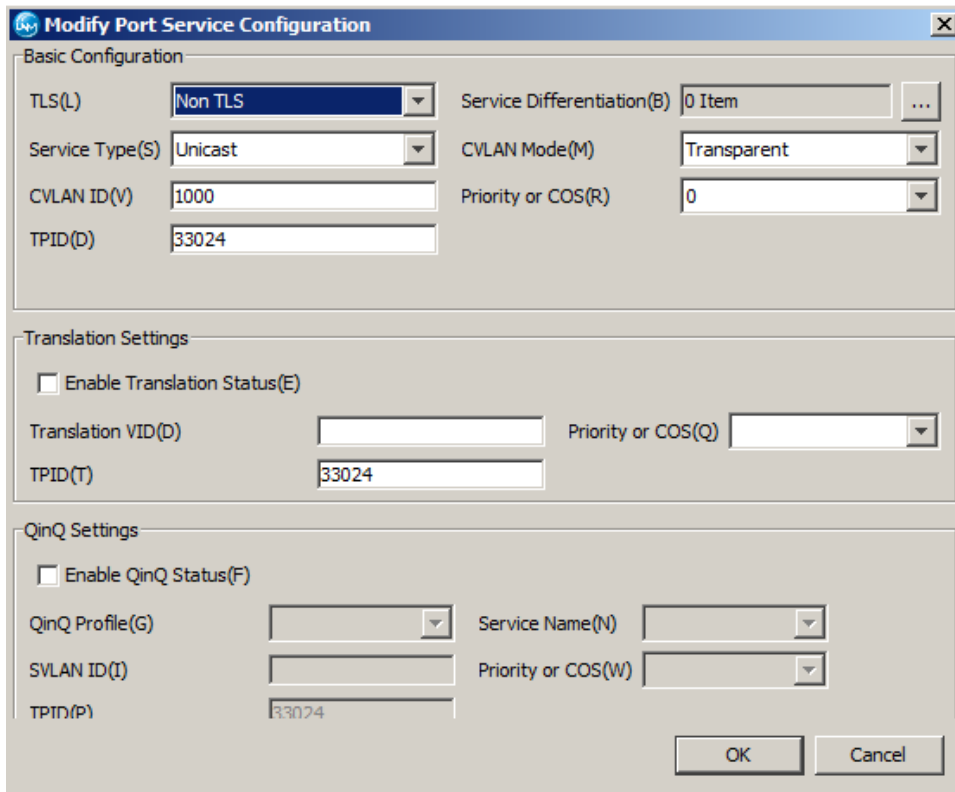 Modify Port Service Configuration
Basic Configuration
TLS(L) Non TLS Service Differentiation(B) 0 Item ...
Service Type(S) Unicast CVLAN Mode(M) Transparent
CVLAN ID(V) 1000 Priority or COS(R) 0
TPID(D) 33024
Translation Settings
Enable Translation Status(E)
Translation VID(D) Priority or COS(Q)
TPID(T) 33024
QinQ Settings
Enable QinQ Status(F)
QinQ Profile(G) Service Name(N)
SVLAN ID(I) Priority or COS(W)
TPID(P) 33024
OK Cancel